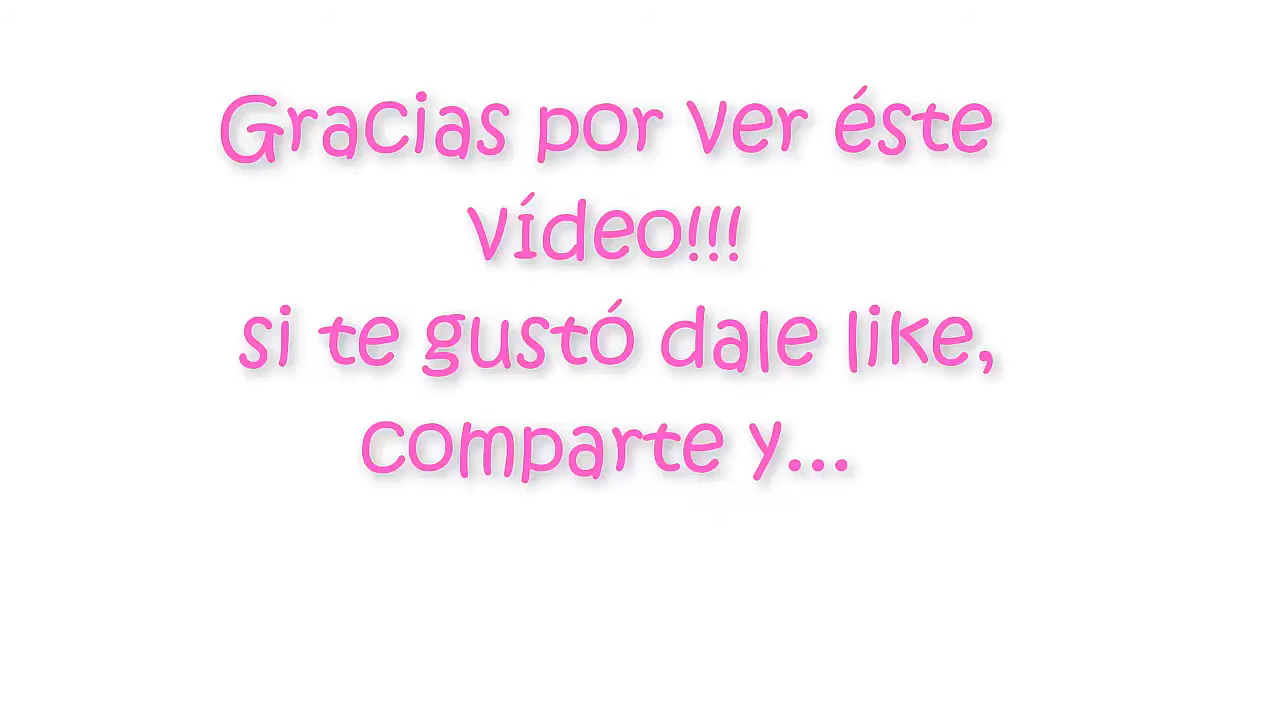 Gracias por ver éste
vídeo!!!
si te gustó dale like,
comparte y...